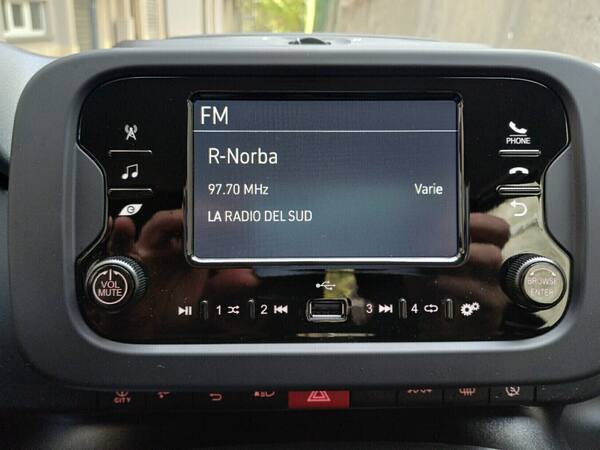 FM
R-Norba
97.70 MHz Varie
LA RADIO DEL SUD
PHONE
VOL
MUTE
BROWSE
ENTER
1 2 3 4
CITY